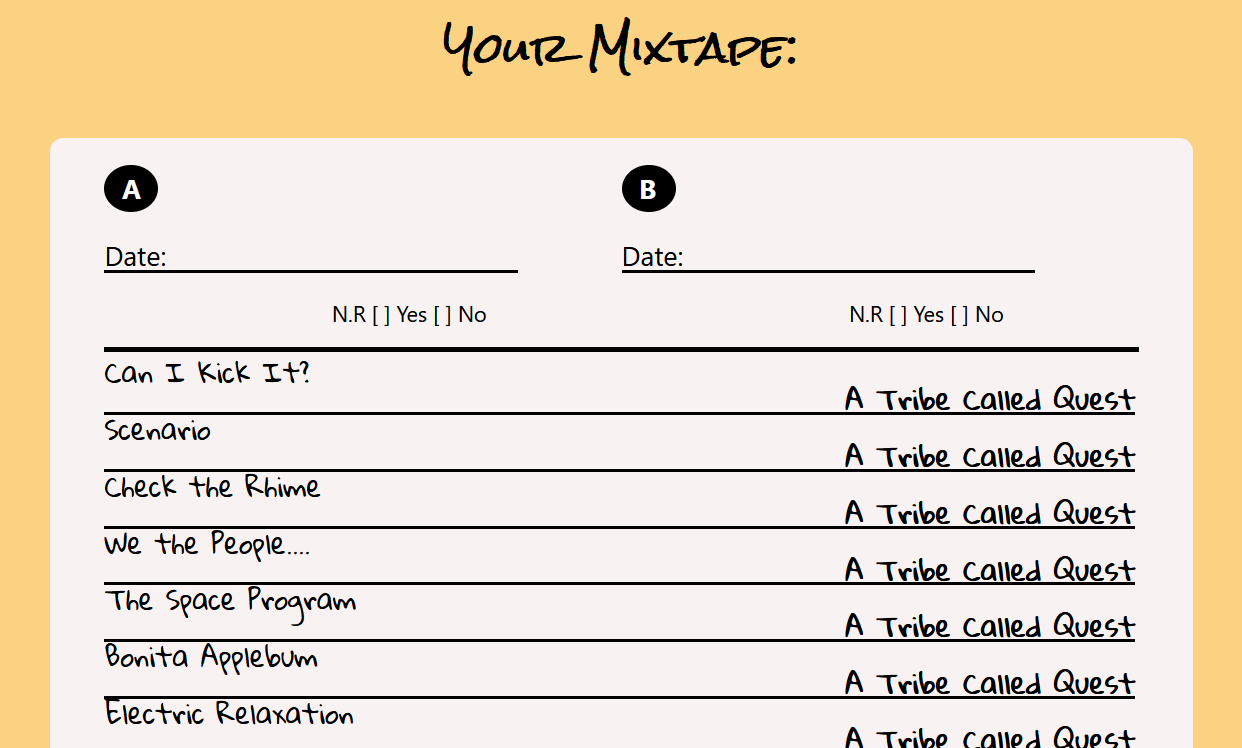 Your Mixtape:
A B
Date: Date:
N.R [ ] Yes [ ] No N.R [ ] Yes [ ] No
Can I Kick It?
A Tribe Called Quest
Scenario
A Tribe Called Quest
Check the Rhime
A Tribe Called Quest
We the People....
A Tribe Called Quest
The Space Program
A Tribe Called Quest
Bonita Applebum
A Tribe Called Quest
Electric Relaxation
A Tribe Called Quest